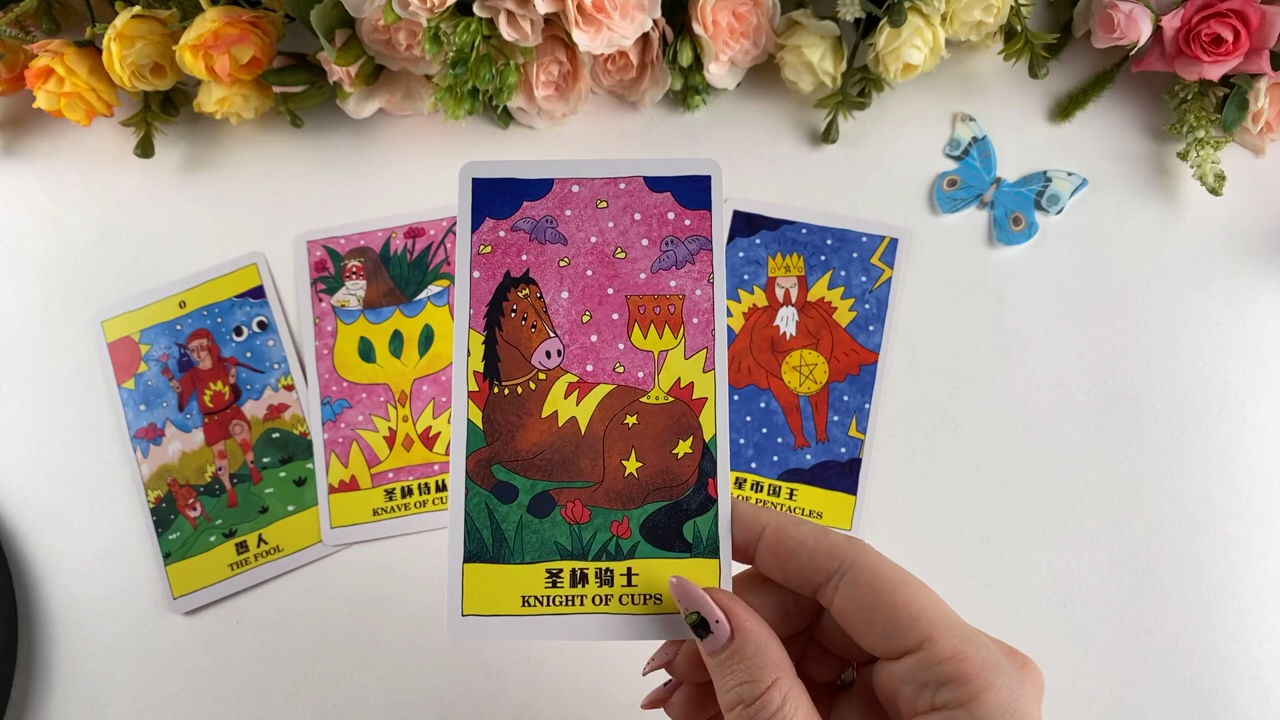 0
愚人
THE FOOL
圣杯侍从
KNAVE OF CU
圣杯骑士
KNIGHT OF CUPS
星币国王
OF PENTACLES